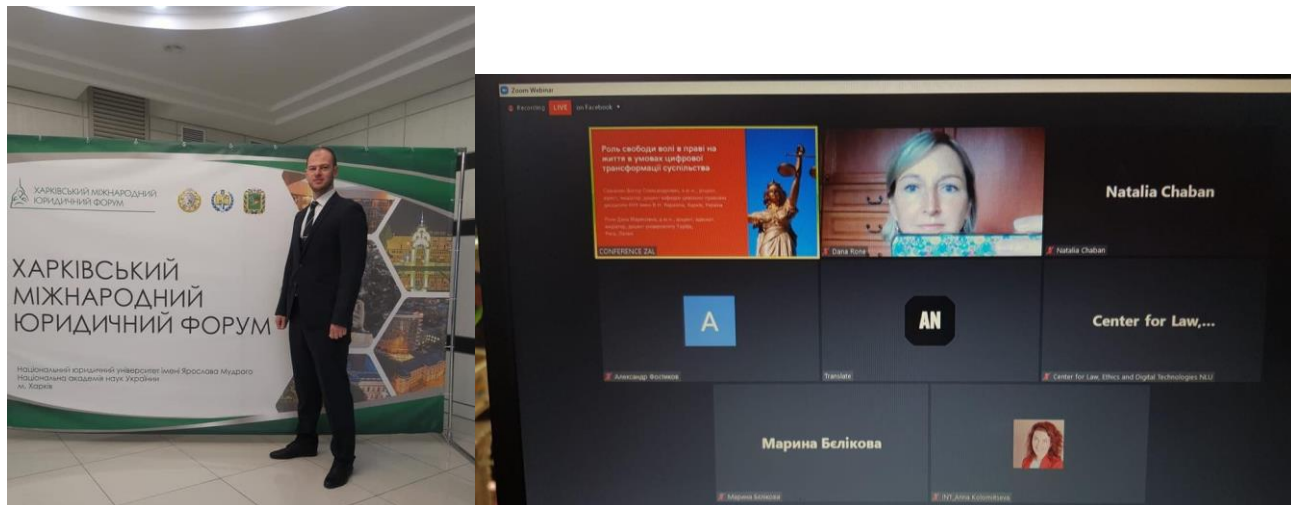 ХАРКІВСЬКИЙ МІЖНАРОДНИЙ
ЮРИДИЧНИЙ ФОРУМ
ХАРКІВСЬКИЙ
МІЖНАРОДНИЙ
ЮРИДИЧНИЙ ФОРУМ
Національний юридичний університет імені Ярослава Мудрого
Національна академія наук України
м. Харків
Zoom Webinar
Recording LIVE on Facebook
Роль свободи волі в праві на
життя в умовах цифрової
трансформації суспільства
CONFERENCE ZAL
Dana Rone
Natalia Chaban
Natalia Chaban
A
Александр Фостиков
AN
Translate
Center for Law,...
Center for Law, Ethics and Digital Technologies NLU
Марина Бєлікова
Марина Бєлікова
INT_Anna Kolomiitseva